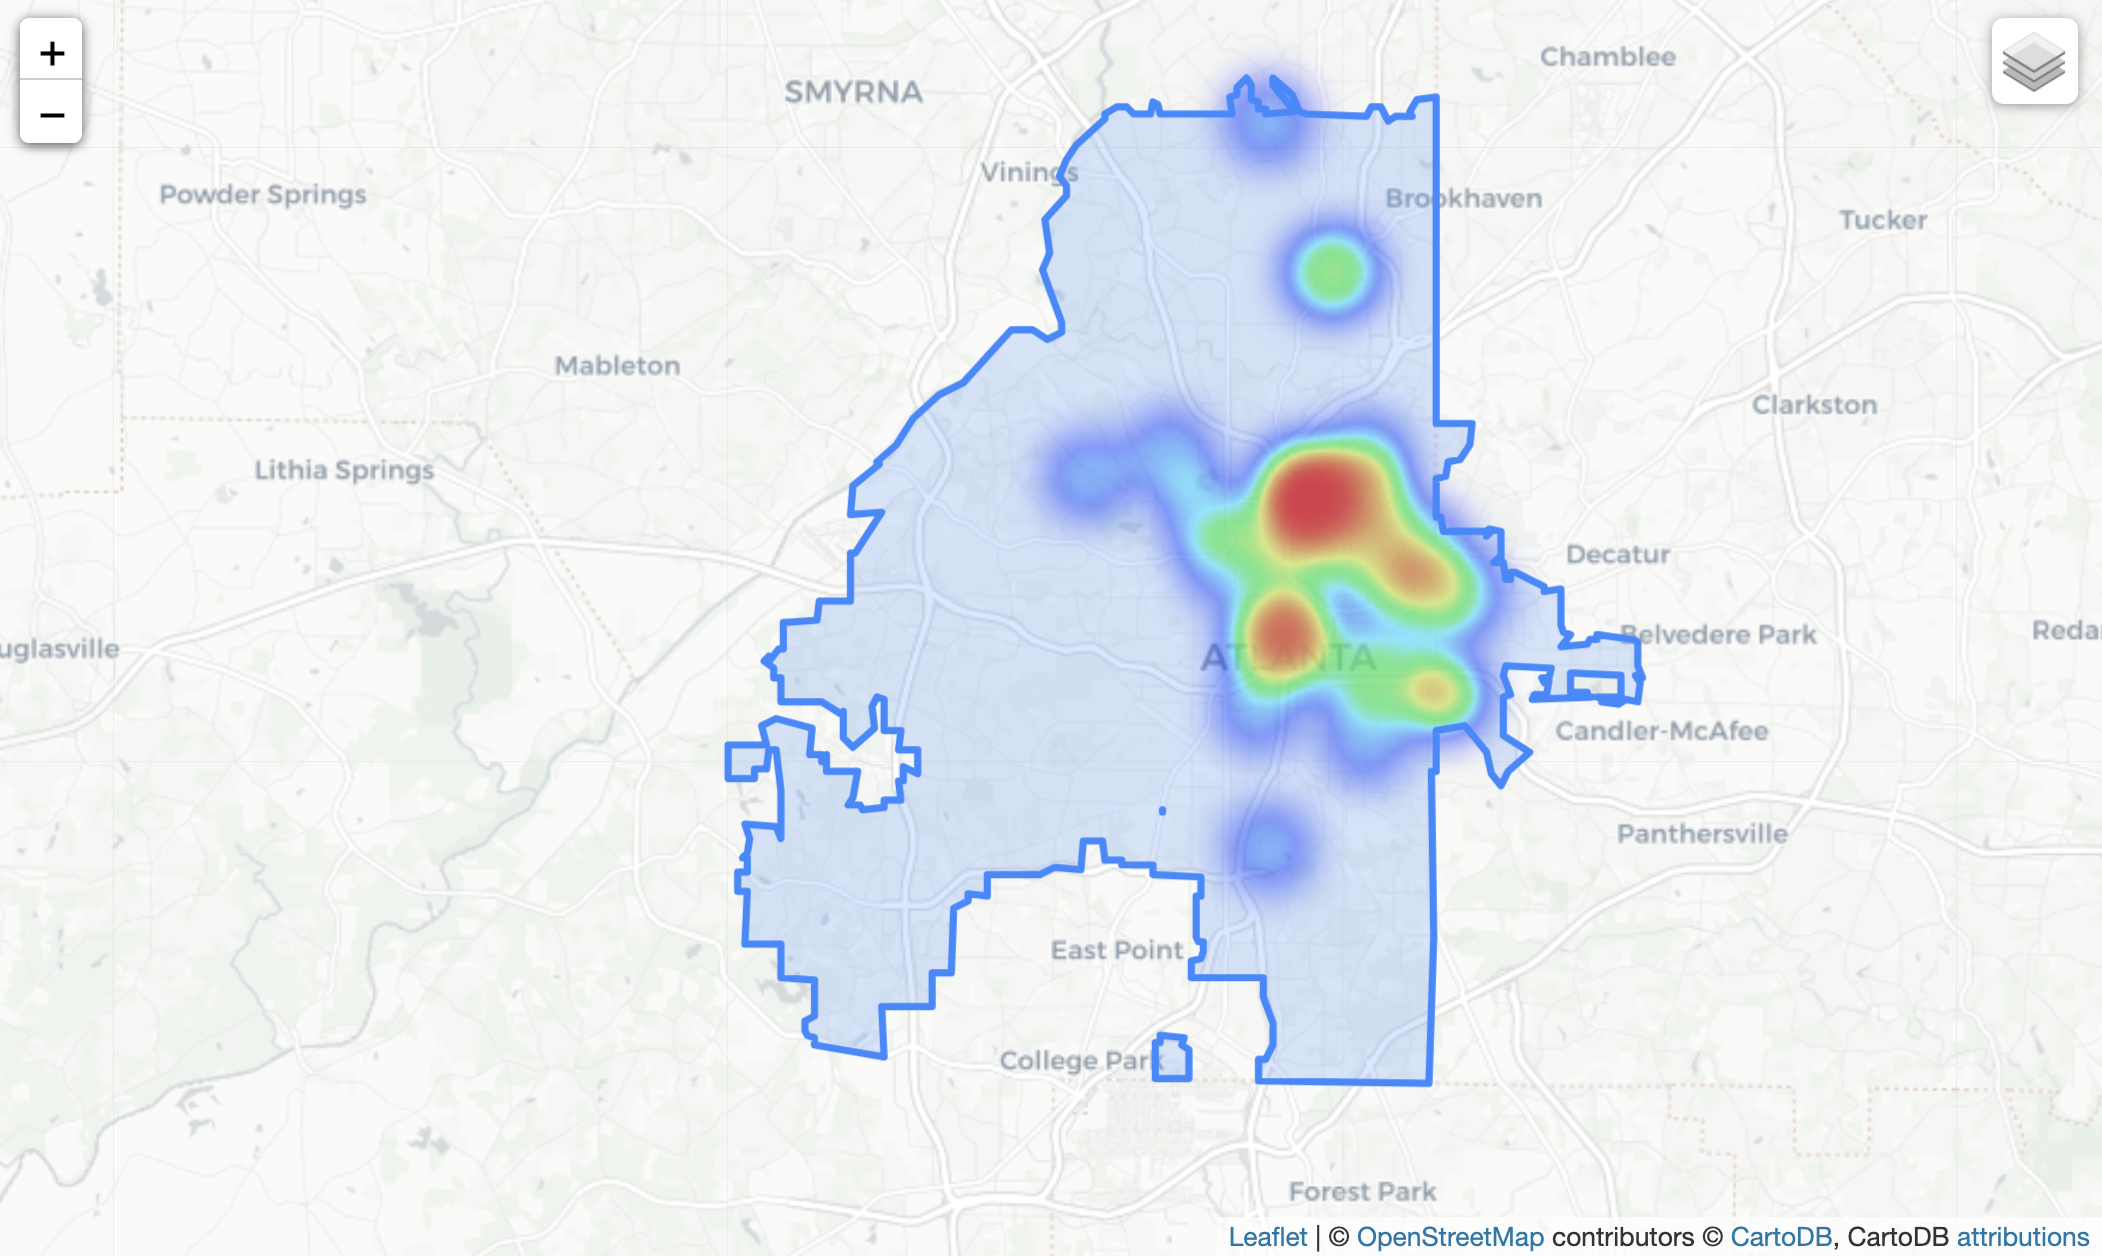 +
−
Chamblee
SMYRNA
Vinings
Powder Springs
Brookhaven
Tucker
Mableton
Clarkston
Lithia Springs
Decatur
uglasville
Belvedere Park
Reda
ATLANTA
Candler-McAfee
Panthersville
East Point
College Park
Forest Park
Leaflet | © OpenStreetMap contributors © CartoDB, CartoDB attributions